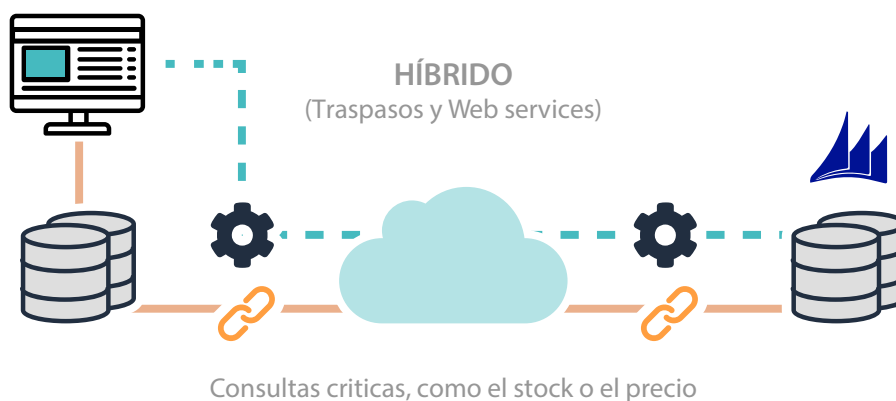 HÍBRIDO
(Traspasos y Web services)
Consultas criticas, como el stock o el precio